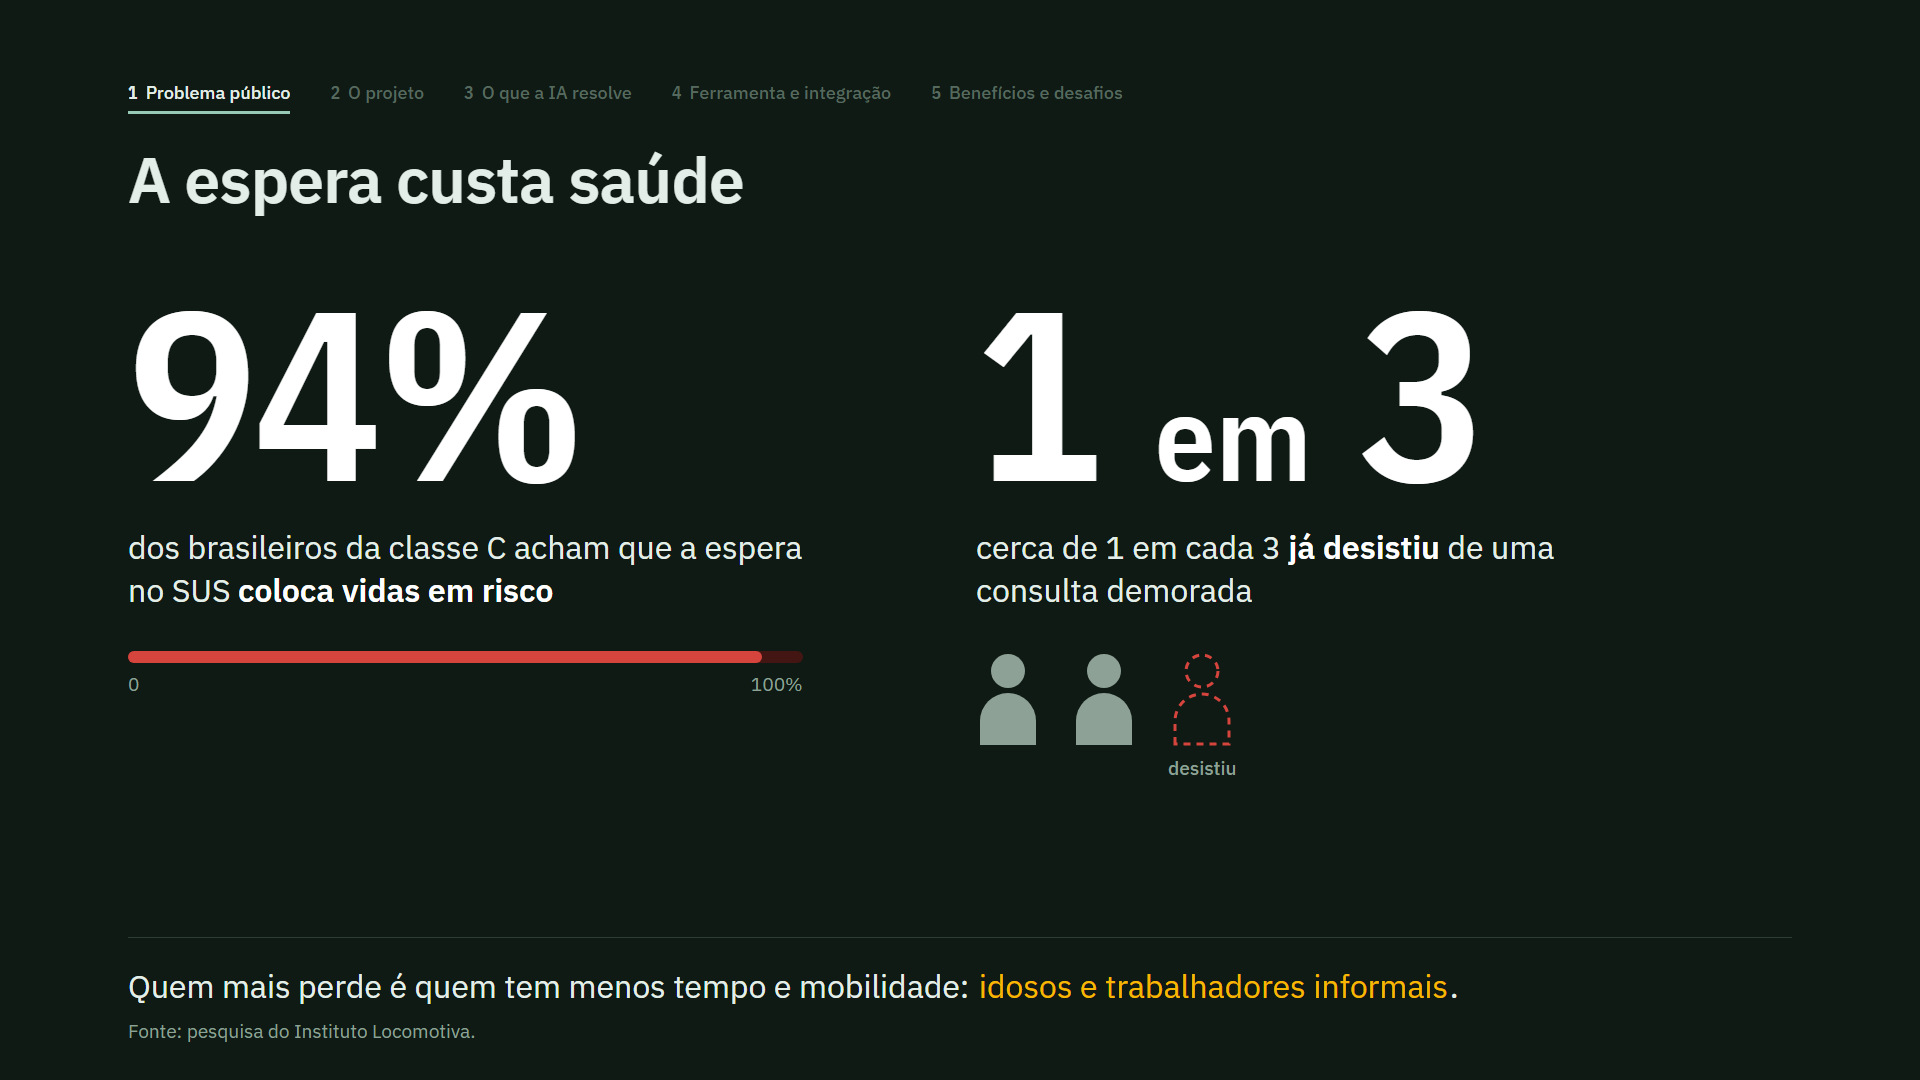 1 Problema público 2 O projeto 3 O que a IA resolve 4 Ferramenta e integração 5 Benefícios e desafios
A espera custa saúde
94%
dos brasileiros da classe C acham que a espera
no SUS coloca vidas em risco
0 100%
1 em 3
cerca de 1 em cada 3 já desistiu de uma
consulta demorada
desistiu
Quem mais perde é quem tem menos tempo e mobilidade: idosos e trabalhadores informais.
Fonte: pesquisa do Instituto Locomotiva.